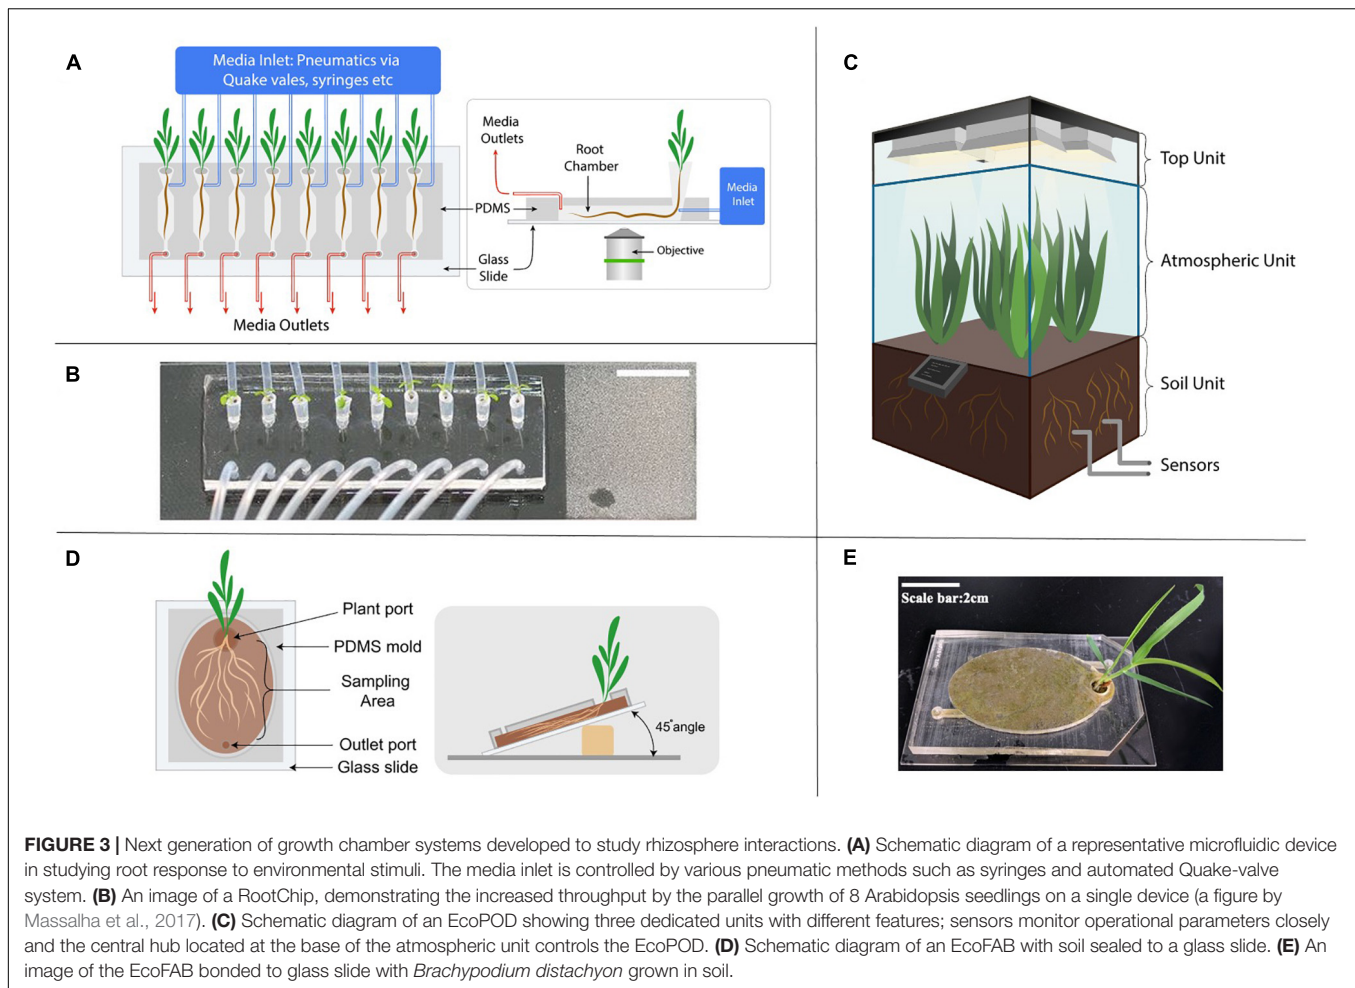 A
Media Inlet: Pneumatics via
Quake vales, syringes etc
Media Outlets
Media
Outlets
Root
Chamber
PDMS
Media
Inlet
Glass
Slide
Objective
B
C
Top Unit
Atmospheric Unit
Soil Unit
Sensors
D
Plant port
PDMS mold
Sampling
Area
Outlet port
Glass slide
45°angle
E
Scale bar:2cm
FIGURE 3 | Next generation of growth chamber systems developed to study rhizosphere interactions. (A) Schematic diagram of a representative microfluidic device
in studying root response to environmental stimuli. The media inlet is controlled by various pneumatic methods such as syringes and automated Quake-valve
system. (B) An image of a RootChip, demonstrating the increased throughput by the parallel growth of 8 Arabidopsis seedlings on a single device (a figure by
Massalha et al., 2017). (C) Schematic diagram of an EcoPOD showing three dedicated units with different features; sensors monitor operational parameters closely
and the central hub located at the base of the atmospheric unit controls the EcoPOD. (D) Schematic diagram of an EcoFAB with soil sealed to a glass slide. (E) An
image of the EcoFAB bonded to glass slide with Brachypodium distachyon grown in soil.